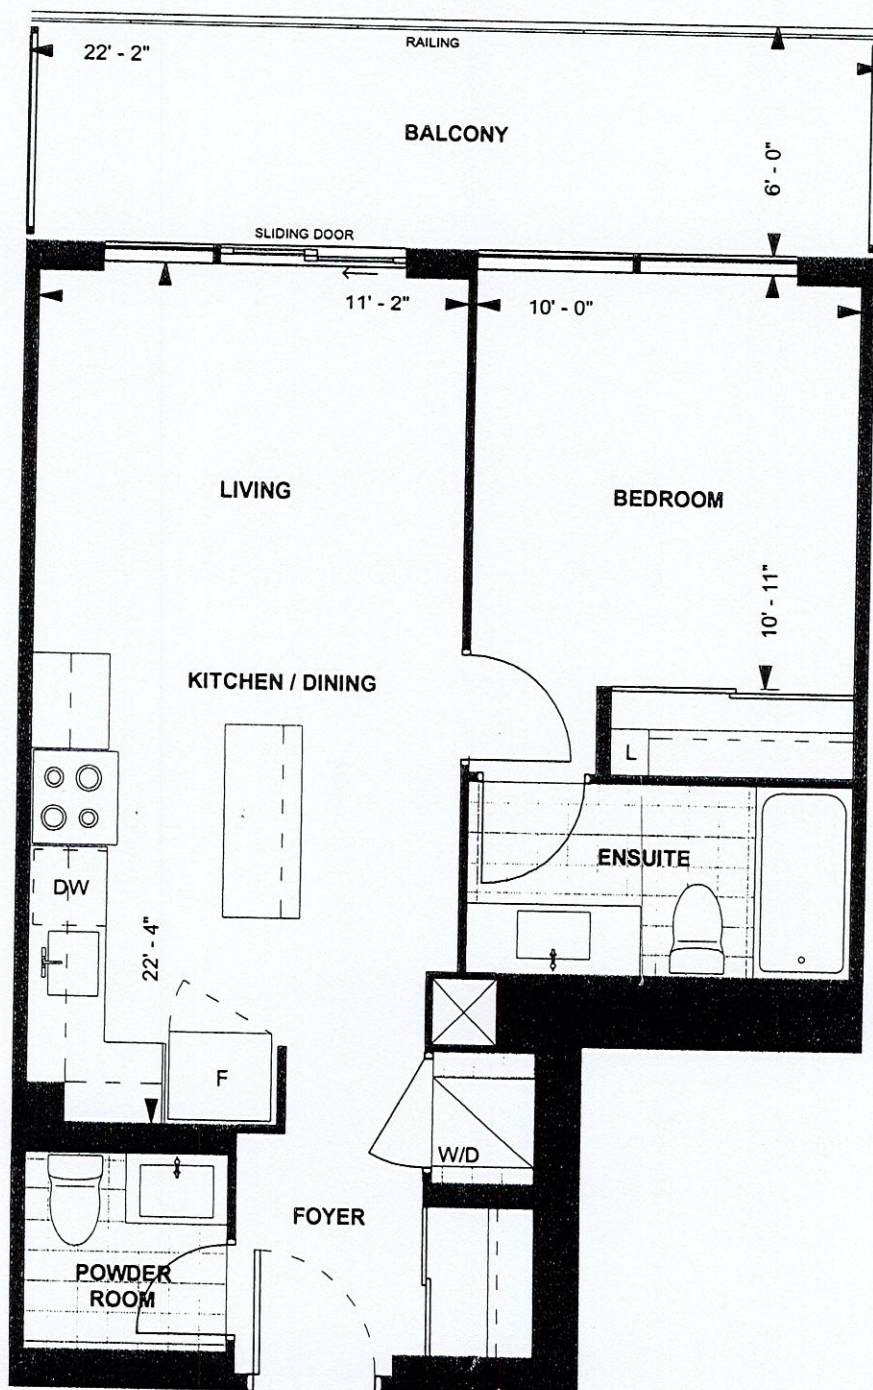 RAILING
22' - 2"
BALCONY
6' - 0"
SLIDING DOOR
11' - 2"
10' - 0"
LIVING
BEDROOM
10' - 11"
KITCHEN / DINING
L
ENSUITE
DW
22' - 4"
F
W/D
FOYER
POWDER
ROOM